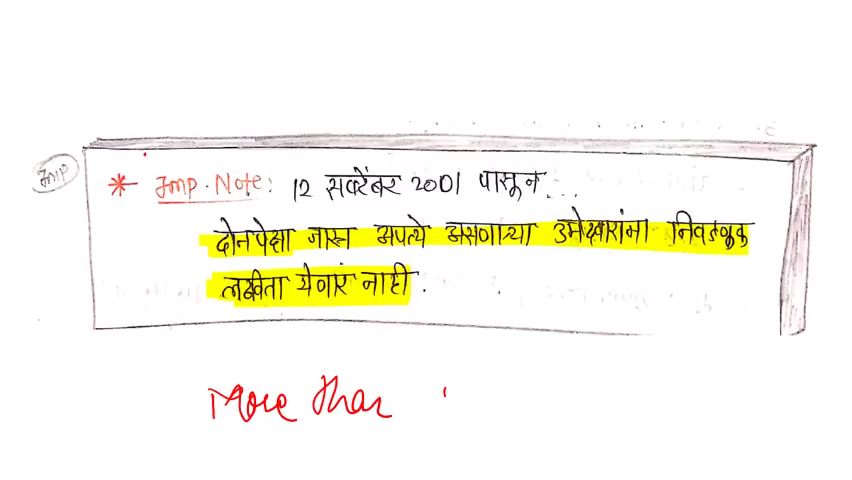 Imp
* Imp. Note: 12 सप्टेंबर 2001 पासून...
दोनपेक्षा जास्त अपत्ये असणाऱ्या उमेदवारांना निवडणूक
लढविता येणारं नाही.
More than